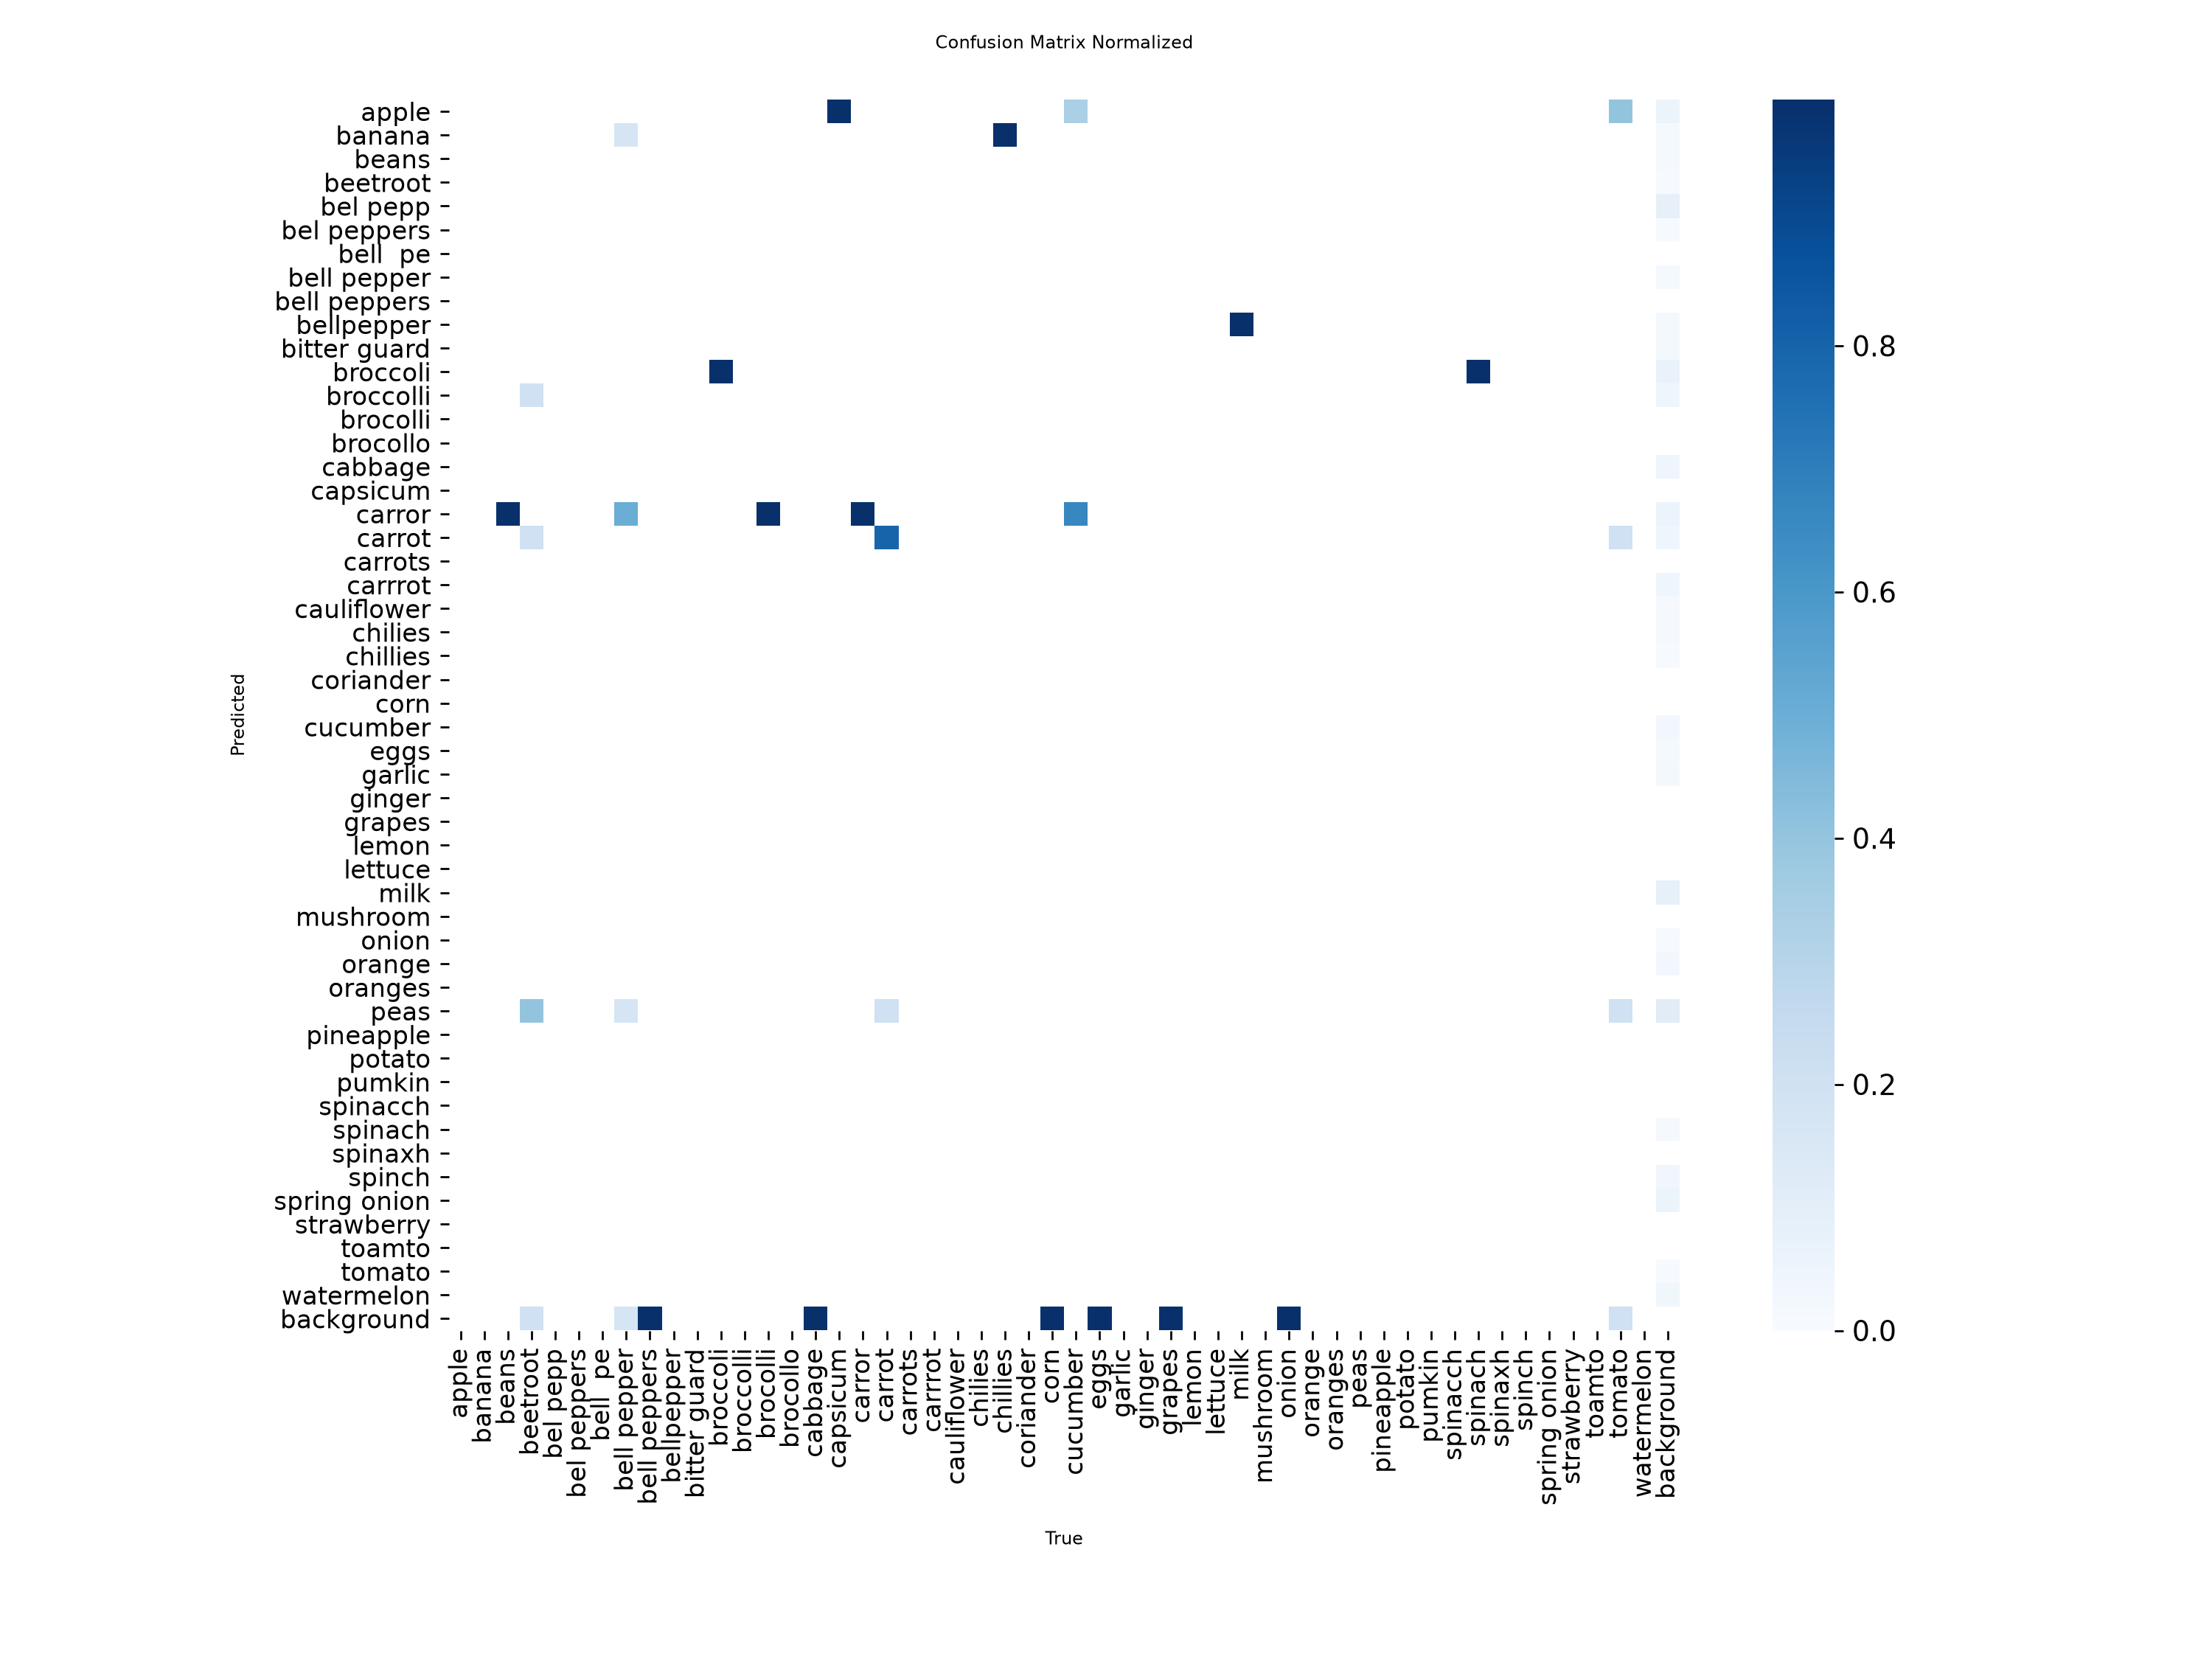 Confusion Matrix Normalized
apple
banana
beans
beetroot
bel pepp
bel peppers
bell  pe
bell pepper
bell peppers
bellpepper
bitter guard
broccoli
broccolli
brocolli
brocollo
cabbage
capsicum
carror
carrot
carrots
carrrot
cauliflower
chilies
chillies
coriander
corn
cucumber
eggs
garlic
ginger
grapes
lemon
lettuce
milk
mushroom
onion
orange
oranges
peas
pineapple
potato
pumkin
spinacch
spinach
spinaxh
spinch
spring onion
strawberry
toamto
tomato
watermelon
background
Predicted
apple
banana
beans
beetroot
bel pepp
bel peppers
bell  pe
bell pepper
bell peppers
bellpepper
bitter guard
broccoli
broccolli
brocolli
brocollo
cabbage
capsicum
carror
carrot
carrots
carrrot
cauliflower
chilies
chillies
coriander
corn
cucumber
eggs
garlic
ginger
grapes
lemon
lettuce
milk
mushroom
onion
orange
oranges
peas
pineapple
potato
pumkin
spinacch
spinach
spinaxh
spinch
spring onion
strawberry
toamto
tomato
watermelon
background
True
0.8
0.6
0.4
0.2
0.0